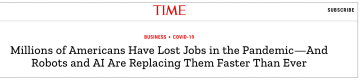 TIME
SUBSCRIBE
BUSINESS • COVID-19
Millions of Americans Have Lost Jobs in the Pandemic—And
Robots and AI Are Replacing Them Faster Than Ever